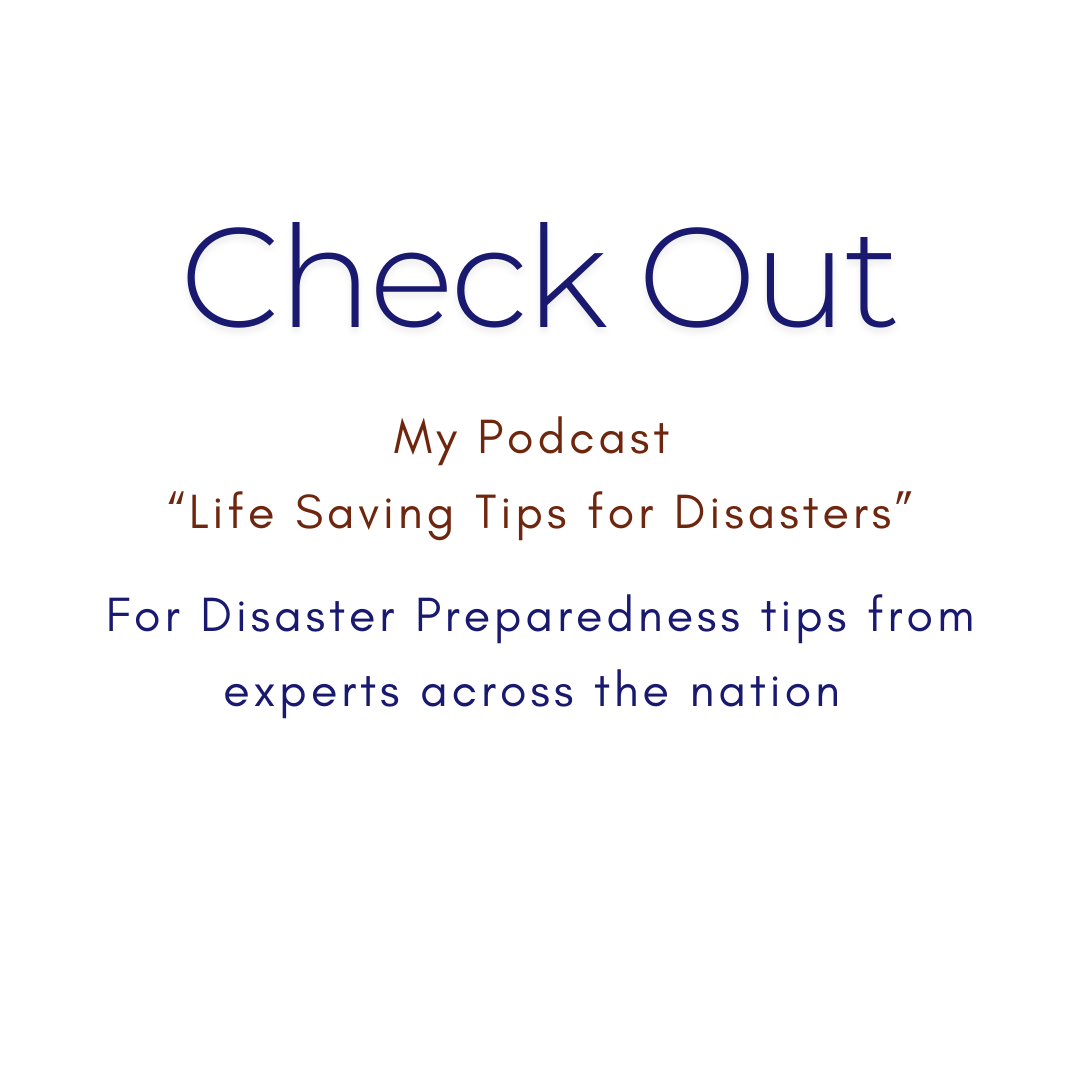 Check Out
My Podcast
“Life Saving Tips for Disasters”
For Disaster Preparedness tips from
experts across the nation